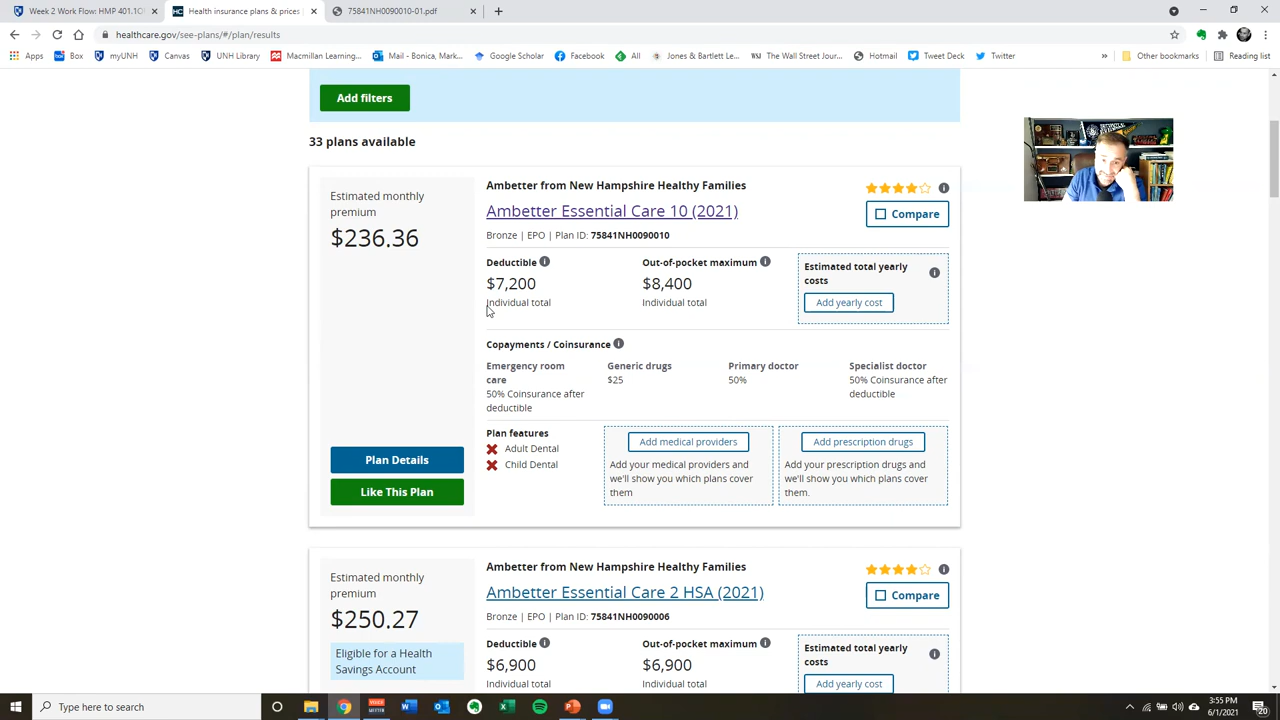 Week 2 Work Flow: HMP 401.1C
Health insurance plans & prices
75841NH0090010-01.pdf
healthcare.gov/see-plans/#/plan/results
Apps
Box
myUNH
Canvas
UNH Library
Macmillan Learning...
Mail - Bonica, Mark...
Google Scholar
Facebook
All
Jones & Bartlett Le...
The Wall Street Jour...
Hotmail
Tweet Deck
Twitter
Other bookmarks
Reading list
Add filters
33 plans available
Estimated monthly
premium
$236.36
Plan Details
Like This Plan
Ambetter from New Hampshire Healthy Families
Ambetter Essential Care 10 (2021)
Bronze | EPO | Plan ID: 75841NH0090010
Compare
Deductible
$7,200
Individual total
Out-of-pocket maximum
$8,400
Individual total
Estimated total yearly
costs
Add yearly cost
Copayments / Coinsurance
Emergency room
care
50% Coinsurance after
deductible
Generic drugs
$25
Primary doctor
50%
Specialist doctor
50% Coinsurance after
deductible
Plan features
Adult Dental
Child Dental
Add medical providers
Add your medical providers and
we'll show you which plans cover
them
Add prescription drugs
Add your prescription drugs and
we'll show you which plans cover
them.
Estimated monthly
premium
$250.27
Eligible for a Health
Savings Account
Ambetter from New Hampshire Healthy Families
Ambetter Essential Care 2 HSA (2021)
Bronze | EPO | Plan ID: 75841NH0090006
Compare
Deductible
$6,900
Individual total
Out-of-pocket maximum
$6,900
Individual total
Estimated total yearly
costs
Add yearly cost
Type here to search
3:55 PM
6/1/2021
20